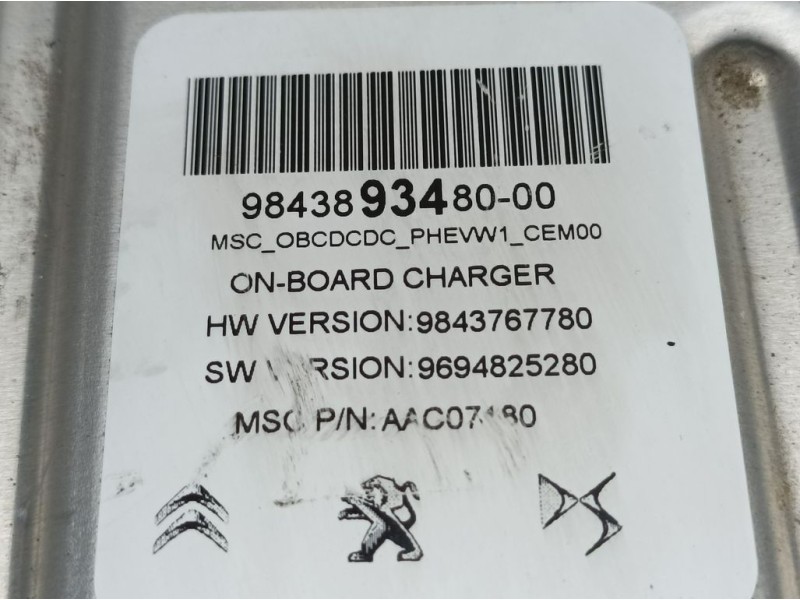 9843893480-00
MSC_OBCDCDC_PHEVW1_CEM00
ON-BOARD CHARGER
HW VERSION:9843767780
SW VERSION:9694825280
MSC P/N: